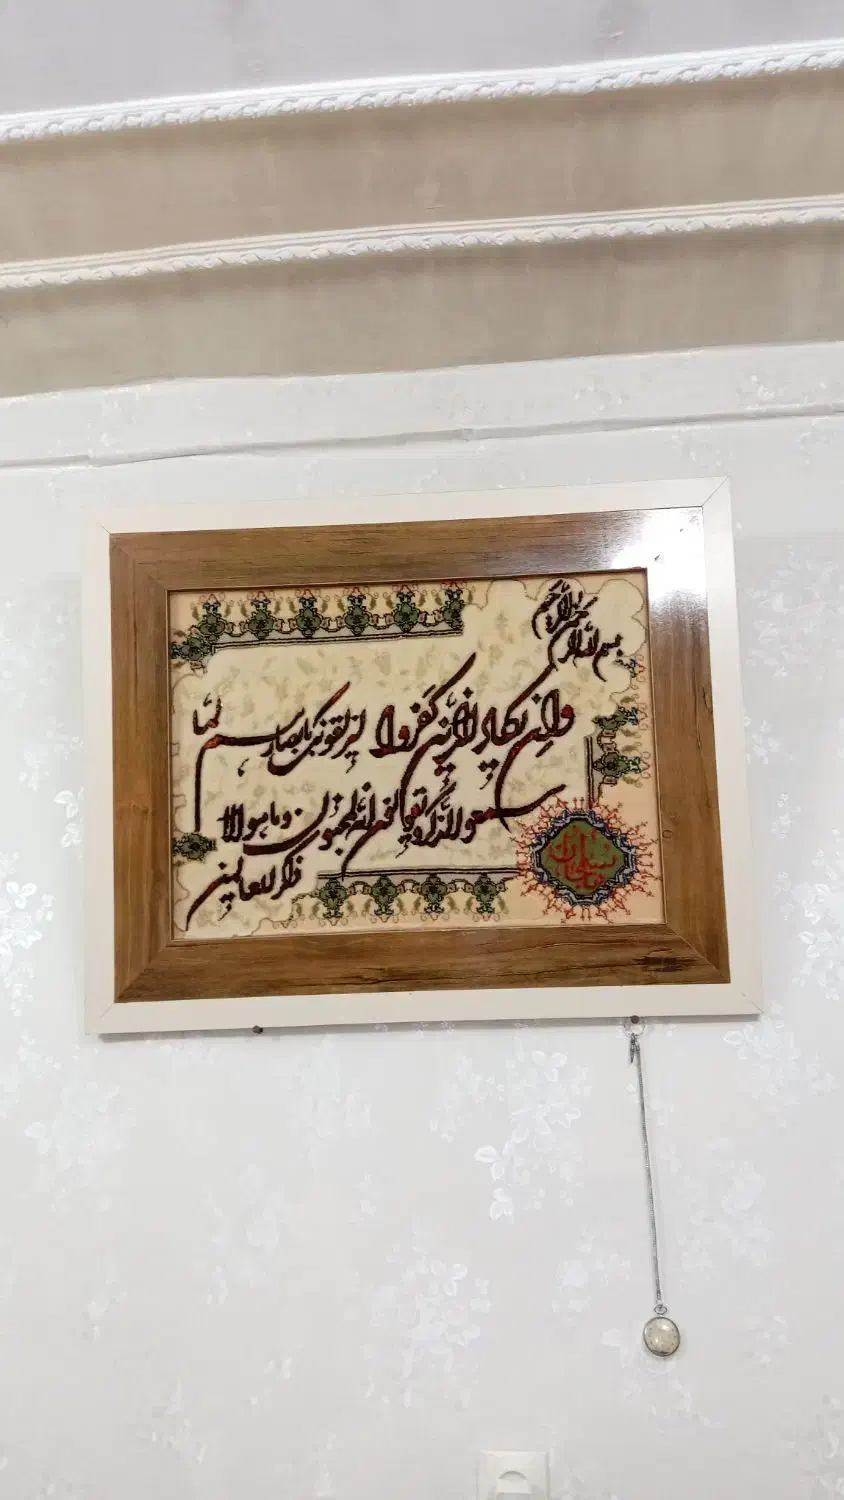 بسم الله الرحمن الرحیم
وان یکاد الذین کفروا لیزلقونک بابصارهم لما
سمعوا الذکر ویقولون انه لمجنون وما هو الا
ذکر للعالمین